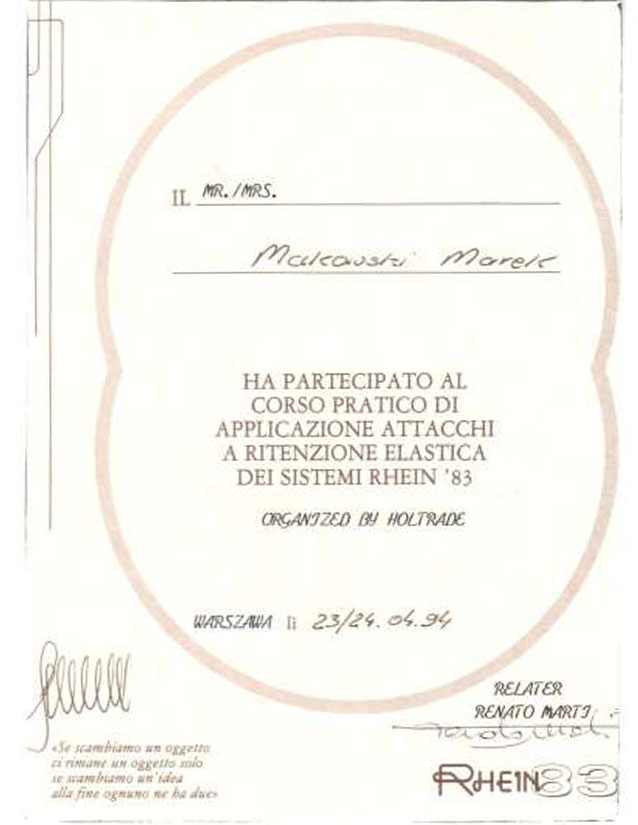 IL MR./MRS.
Makowski Marek
HA PARTECIPATO AL
CORSO PRATICO DI
APPLICAZIONE ATTACCHI
A RITENZIONE ELASTICA
DEI SISTEMI RHEIN '83
ORGANIZED BY HOLTRADE
WARSZAWA li 23/24.04.94
RELATER
RENATO MARTI
«Se scambiamo un oggetto
ci rimane un oggetto solo
se scambiamo un'idea
alla fine ognuno ne ha due»
RHEIN83